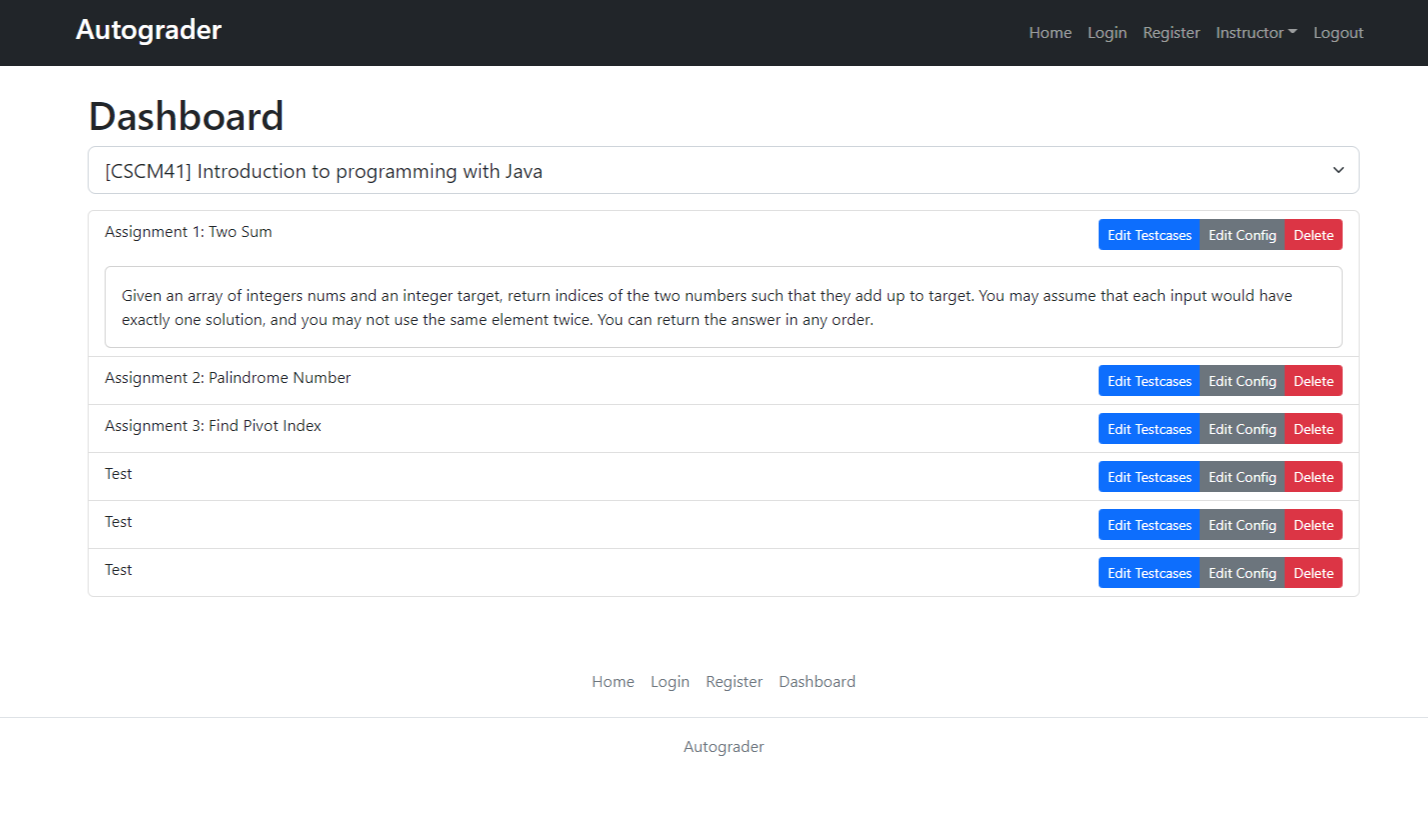 Autograder
Home Login Register Instructor Logout
Dashboard
[CSCM41] Introduction to programming with Java
Assignment 1: Two Sum
Edit Testcases Edit Config Delete
Given an array of integers nums and an integer target, return indices of the two numbers such that they add up to target. You may assume that each input would have
exactly one solution, and you may not use the same element twice. You can return the answer in any order.
Assignment 2: Palindrome Number
Edit Testcases Edit Config Delete
Assignment 3: Find Pivot Index
Edit Testcases Edit Config Delete
Test
Edit Testcases Edit Config Delete
Test
Edit Testcases Edit Config Delete
Test
Edit Testcases Edit Config Delete
Home Login Register Dashboard
Autograder